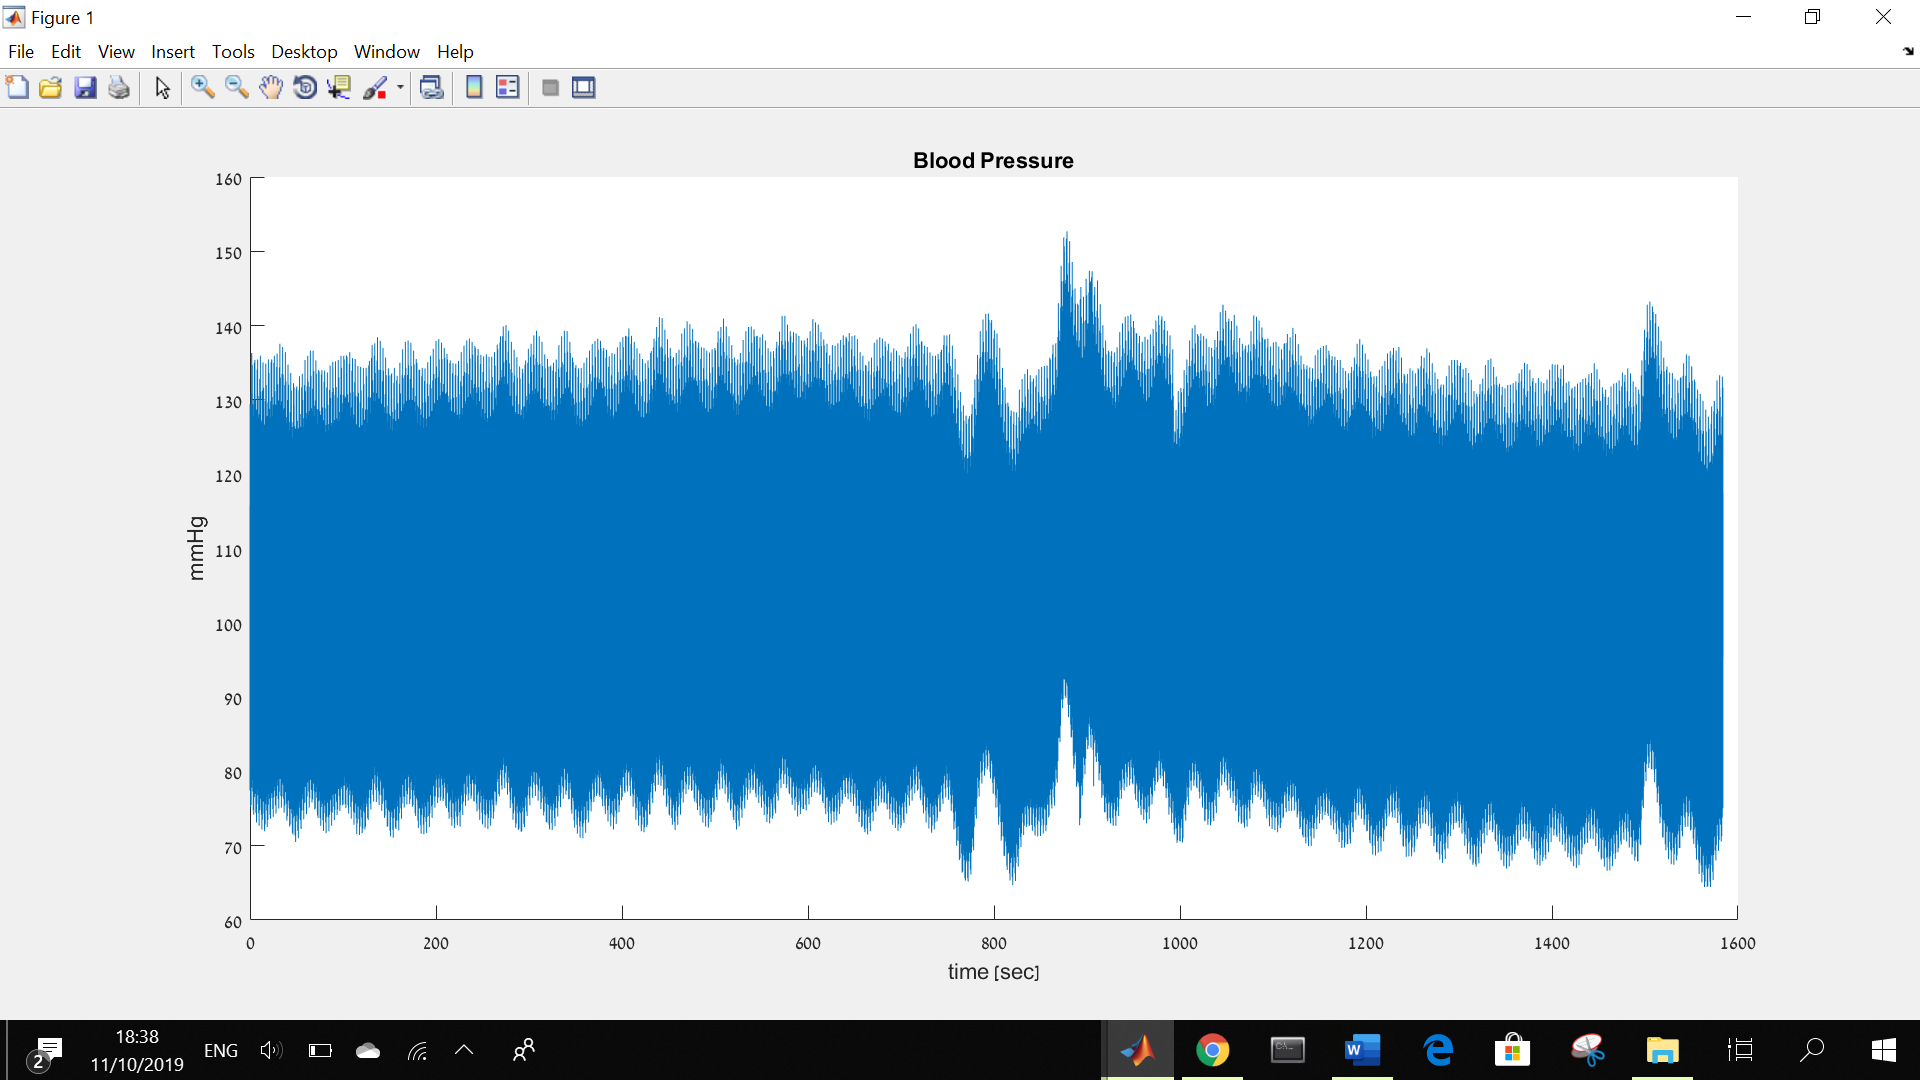 Figure 1
File Edit View Insert Tools Desktop Window Help
Blood Pressure
160
150
140
130
120
110
100
90
80
70
60
mmHg
0 200 400 600 800 1000 1200 1400 1600
time [sec]
2
18:38
11/10/2019
ENG
C:\_
W